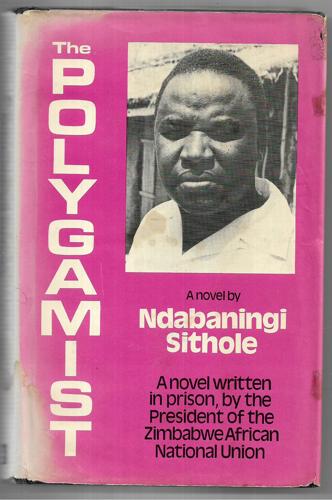 The
POLYGAMIST
A novel by
Ndabaningi
Sithole
A novel written
in prison, by the
President of the
Zimbabwe African
National Union